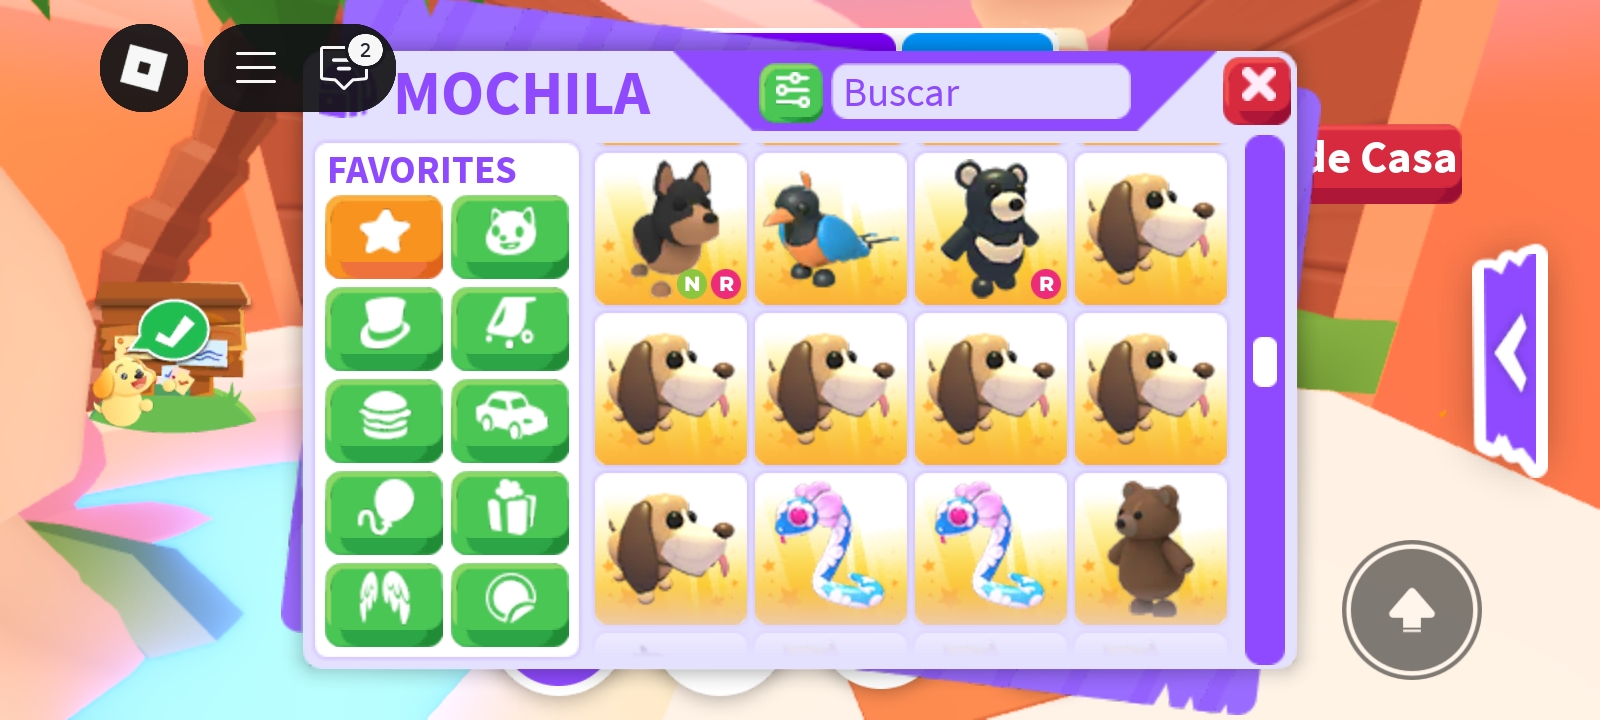 2
MOCHILA
Buscar
de Casa
FAVORITES
N R
R